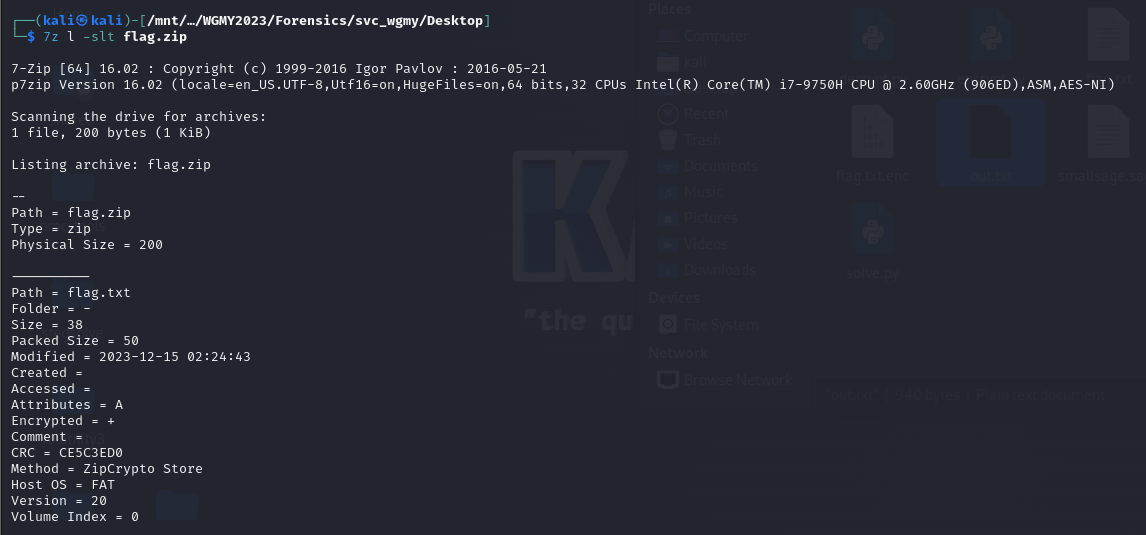 ┌──(kali㉿kali)-[/mnt/…/WGMY2023/Forensics/svc_wgmy/Desktop]
└─$ 7z l -slt flag.zip
7-Zip [64] 16.02 : Copyright (c) 1999-2016 Igor Pavlov : 2016-05-21
p7zip Version 16.02 (locale=en_US.UTF-8,Utf16=on,HugeFiles=on,64 bits,32 CPUs Intel(R) Core(TM) i7-9750H CPU @ 2.60GHz (906ED),ASM,AES-NI)
Scanning the drive for archives:
1 file, 200 bytes (1 KiB)
Listing archive: flag.zip
--
Path = flag.zip
Type = zip
Physical Size = 200
----------
Path = flag.txt
Folder = -
Size = 38
Packed Size = 50
Modified = 2023-12-15 02:24:43
Created =
Accessed =
Attributes = A
Encrypted = +
Comment =
CRC = CE5C3ED0
Method = ZipCrypto Store
Host OS = FAT
Version = 20
Volume Index = 0
Places
Computer
kali
Recent
Trash
Documents
Music
Pictures
Videos
Downloads
Devices
File System
Network
Browse Network
flag.txt.enc
out.txt
solve.py
"the qu
"out.txt" | 940 bytes | Plain text document